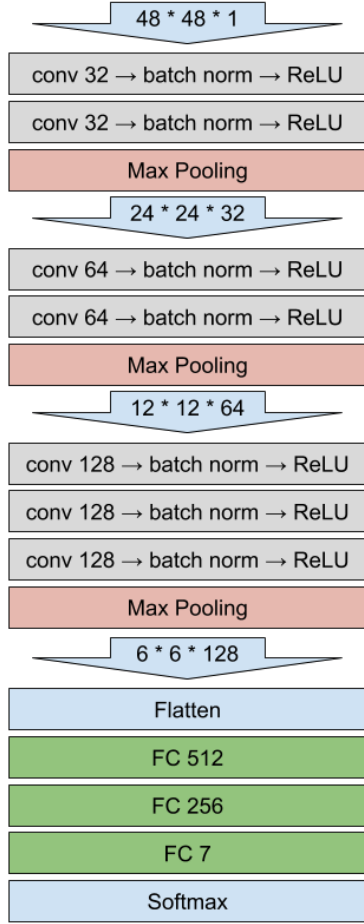 48 * 48 * 1
conv 32 → batch norm → ReLU
conv 32 → batch norm → ReLU
Max Pooling
24 * 24 * 32
conv 64 → batch norm → ReLU
conv 64 → batch norm → ReLU
Max Pooling
12 * 12 * 64
conv 128 → batch norm → ReLU
conv 128 → batch norm → ReLU
conv 128 → batch norm → ReLU
Max Pooling
6 * 6 * 128
Flatten
FC 512
FC 256
FC 7
Softmax